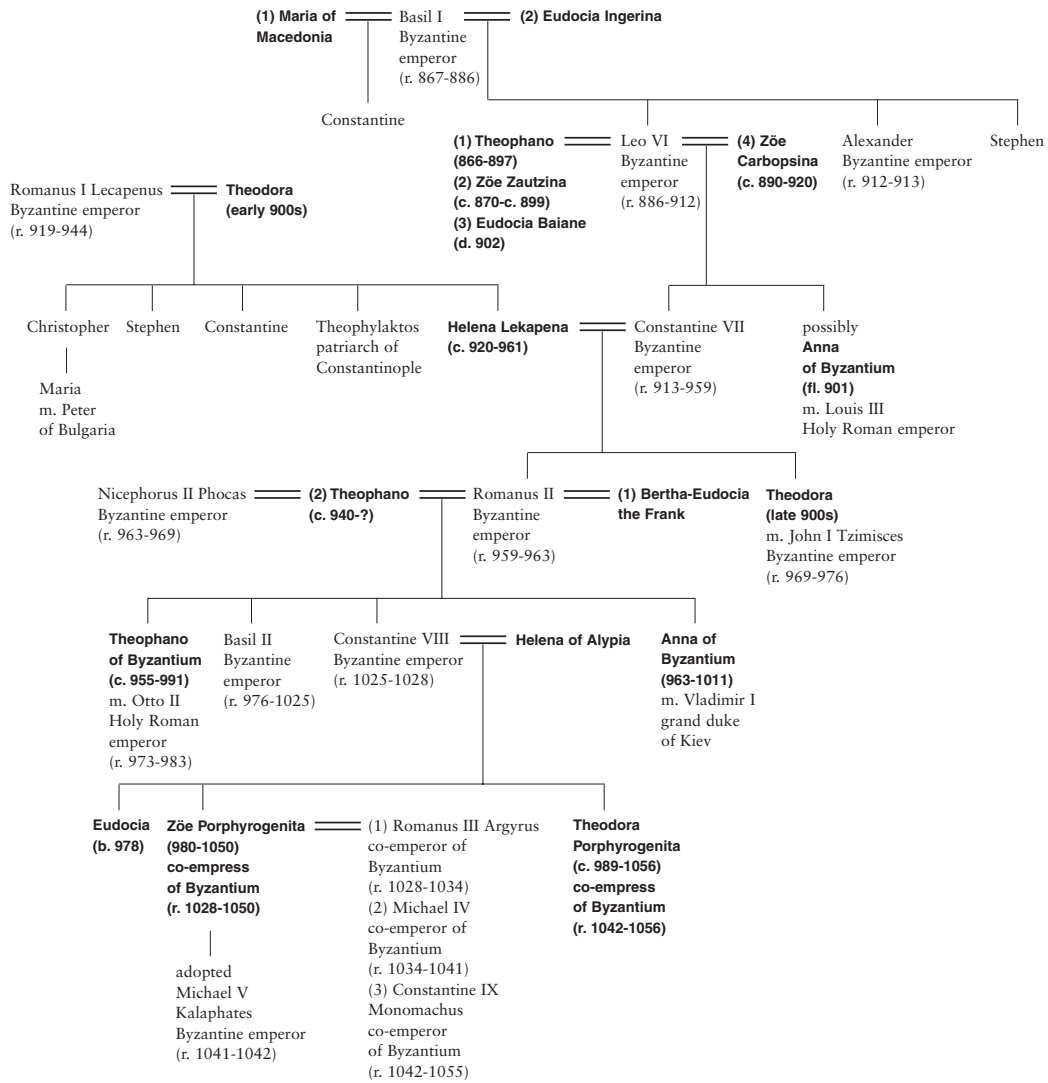 (1) Maria of
Macedonia
Basil I
Byzantine
emperor
(r. 867-886)
(2) Eudocia Ingerina
Constantine
(1) Theophano
(866-897)
(2) Zöe Zautzina
(c. 870-c. 899)
(3) Eudocia Baiane
(d. 902)
Leo VI
Byzantine
emperor
(r. 886-912)
(4) Zöe
Carbopsina
(c. 890-920)
Alexander
Byzantine emperor
(r. 912-913)
Stephen
Romanus I Lecapenus
Byzantine emperor
(r. 919-944)
Theodora
(early 900s)
Christopher
Stephen
Constantine
Theophylaktos
patriarch of
Constantinople
Helena Lekapena
(c. 920-961)
Constantine VII
Byzantine
emperor
(r. 913-959)
possibly
Anna
of Byzantium
(fl. 901)
m. Louis III
Holy Roman emperor
Maria
m. Peter
of Bulgaria
Nicephorus II Phocas
Byzantine emperor
(r. 963-969)
(2) Theophano
(c. 940-?)
Romanus II
Byzantine
emperor
(r. 959-963)
(1) Bertha-Eudocia
the Frank
Theodora
(late 900s)
m. John I Tzimisces
Byzantine emperor
(r. 969-976)
Theophano
of Byzantium
(c. 955-991)
m. Otto II
Holy Roman
emperor
(r. 973-983)
Basil II
Byzantine
emperor
(r. 976-1025)
Constantine VIII
Byzantine emperor
(r. 1025-1028)
Helena of Alypia
Anna of
Byzantium
(963-1011)
m. Vladimir I
grand duke
of Kiev
Eudocia
(b. 978)
Zöe Porphyrogenita
(980-1050)
co-empress
of Byzantium
(r. 1028-1050)
(1) Romanus III Argyrus
co-emperor of
Byzantium
(r. 1028-1034)
(2) Michael IV
co-emperor of
Byzantium
(r. 1034-1041)
(3) Constantine IX
Monomachus
co-emperor
of Byzantium
(r. 1042-1055)
Theodora
Porphyrogenita
(c. 989-1056)
co-empress
of Byzantium
(r. 1042-1056)
adopted
Michael V
Kalaphates
Byzantine emperor
(r. 1041-1042)